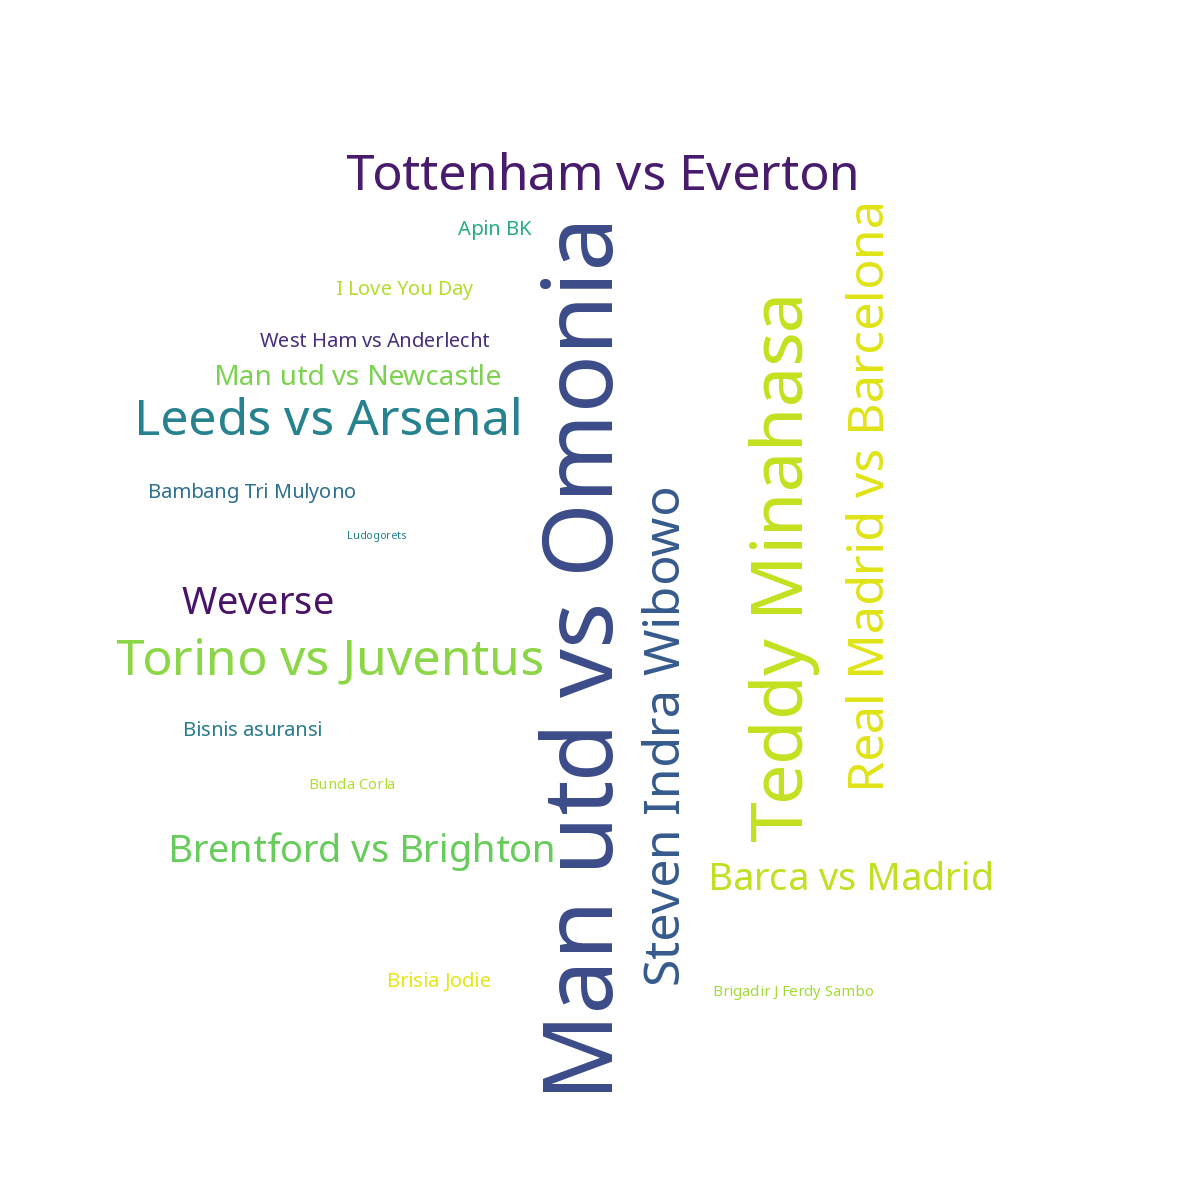 Tottenham vs Everton
Apin BK
I Love You Day
West Ham vs Anderlecht
Man utd vs Newcastle
Leeds vs Arsenal
Bambang Tri Mulyono
Ludogorets
Weverse
Torino vs Juventus
Bisnis asuransi
Bunda Corla
Brentford vs Brighton
Brisia Jodie
Man utd vs Omonia
Steven Indra Wibowo
Teddy Minahasa
Real Madrid vs Barcelona
Barca vs Madrid
Brigadir J Ferdy Sambo